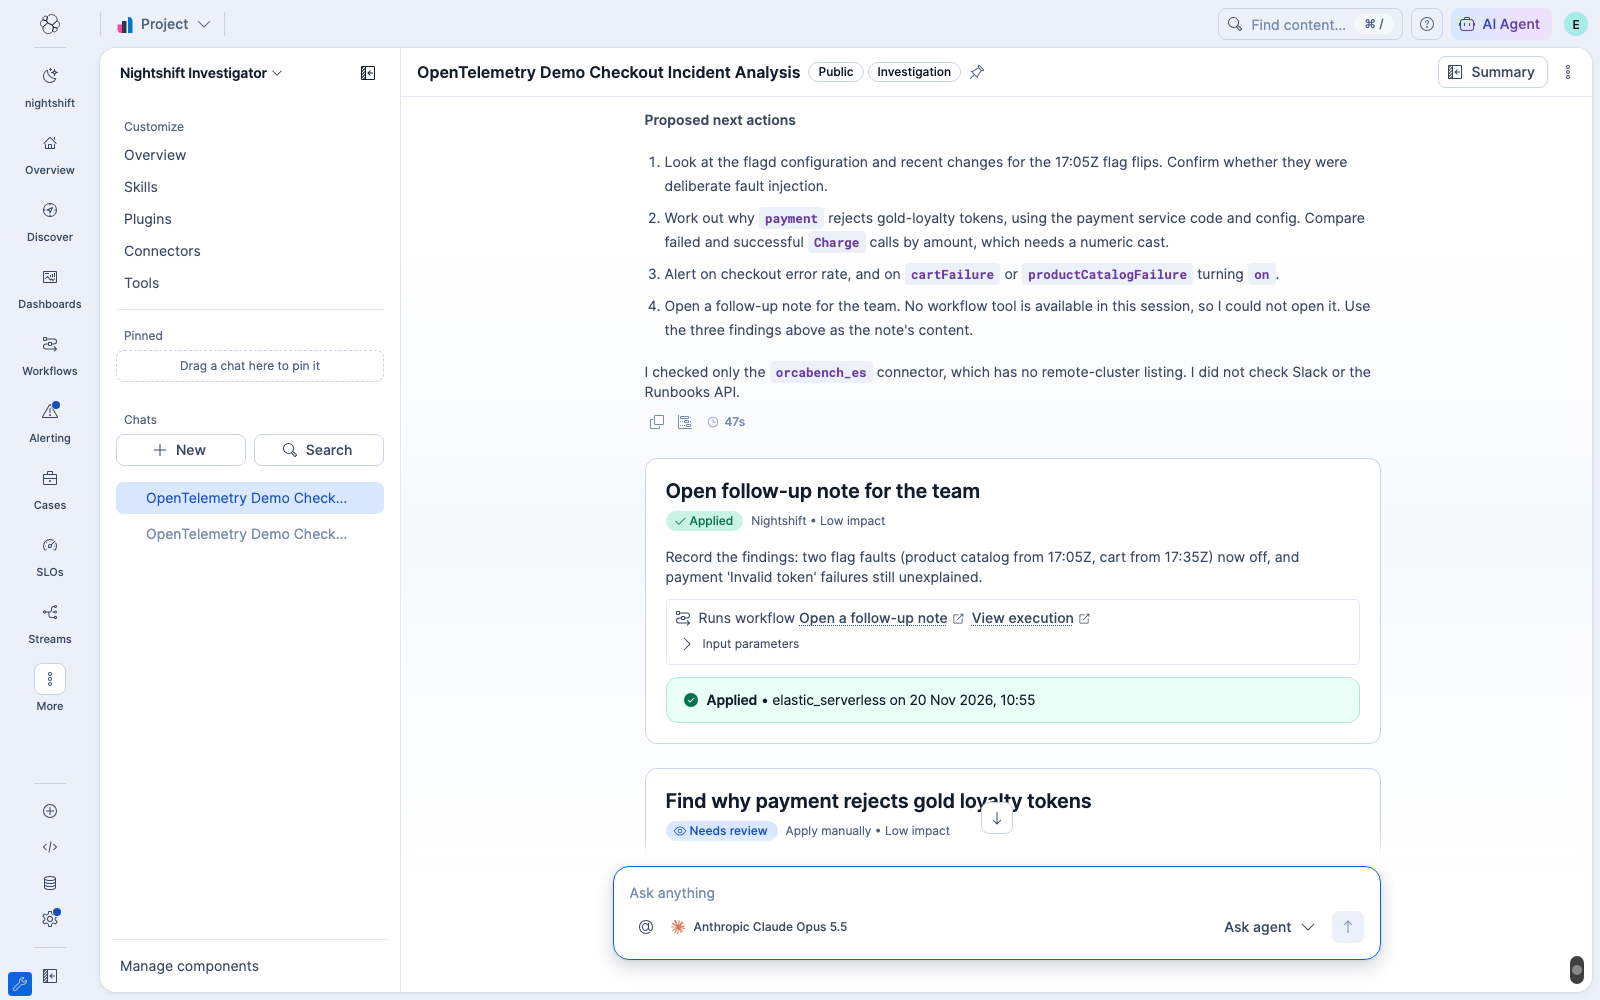 Project
Find content...
⌘ /
AI Agent
E
nightshift
Overview
Discover
Dashboards
Workflows
Alerting
Cases
SLOs
Streams
More
Nightshift Investigator
Customize
Overview
Skills
Plugins
Connectors
Tools
Pinned
Drag a chat here to pin it
Chats
New
Search
OpenTelemetry Demo Check...
OpenTelemetry Demo Check...
Manage components
OpenTelemetry Demo Checkout Incident Analysis
Public
Investigation
Summary
Proposed next actions
1. Look at the flagd configuration and recent changes for the 17:05Z flag flips. Confirm whether they were
deliberate fault injection.
2. Work out why payment rejects gold-loyalty tokens, using the payment service code and config. Compare
failed and successful Charge calls by amount, which needs a numeric cast.
3. Alert on checkout error rate, and on cartFailure or productCatalogFailure turning on.
4. Open a follow-up note for the team. No workflow tool is available in this session, so I could not open it. Use
the three findings above as the note's content.
I checked only the orcabench_es connector, which has no remote-cluster listing. I did not check Slack or the
Runbooks API.
47s
Open follow-up note for the team
Applied
Nightshift • Low impact
Record the findings: two flag faults (product catalog from 17:05Z, cart from 17:35Z) now off, and
payment 'Invalid token' failures still unexplained.
Runs workflow Open a follow-up note View execution
Input parameters
Applied • elastic_serverless on 20 Nov 2026, 10:55
Find why payment rejects gold loyalty tokens
Needs review
Apply manually • Low impact
Ask anything
@
Anthropic Claude Opus 5.5
Ask agent